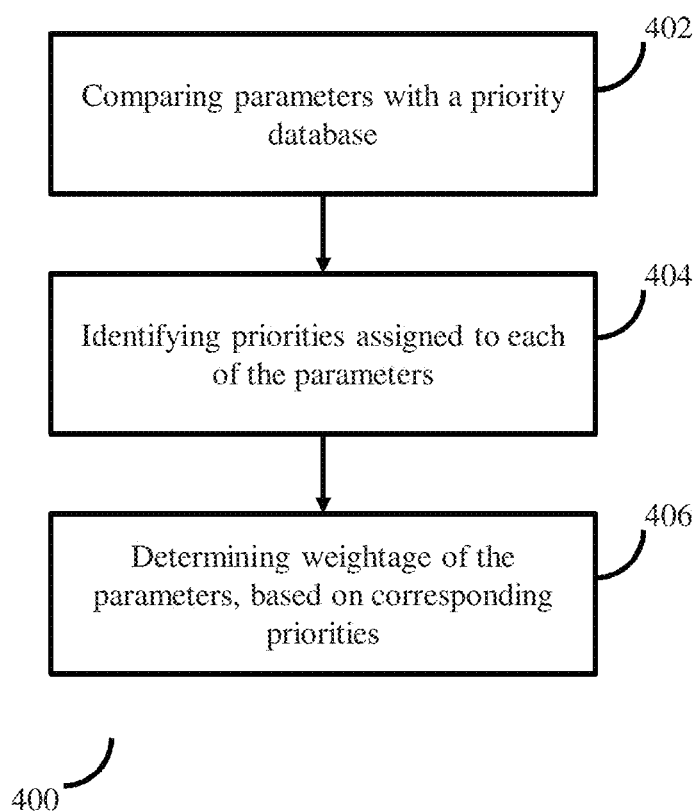 402
Comparing parameters with a priority
database
404
Identifying priorities assigned to each
of the parameters
406
Determining weightage of the
parameters, based on corresponding
priorities
400